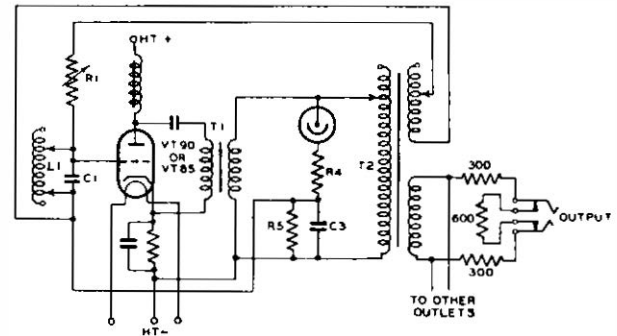 HT +
R1
T1
VT90
OR
VT85
L1
C1
R4
T2
R5
C3
300
600
OUTPUT
300
TO OTHER
OUTLETS
HT~